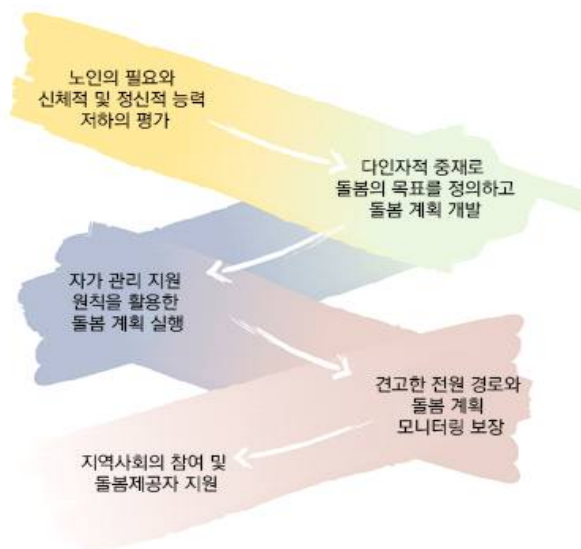 노인의 필요와
신체적 및 정신적 능력
저하의 평가
다인자적 중재로
돌봄의 목표를 정의하고
돌봄 계획 개발
자가 관리 지원
원칙을 활용한
돌봄 계획 실행
견고한 전원 경로와
돌봄 계획
모니터링 보장
지역사회의 참여 및
돌봄제공자 지원